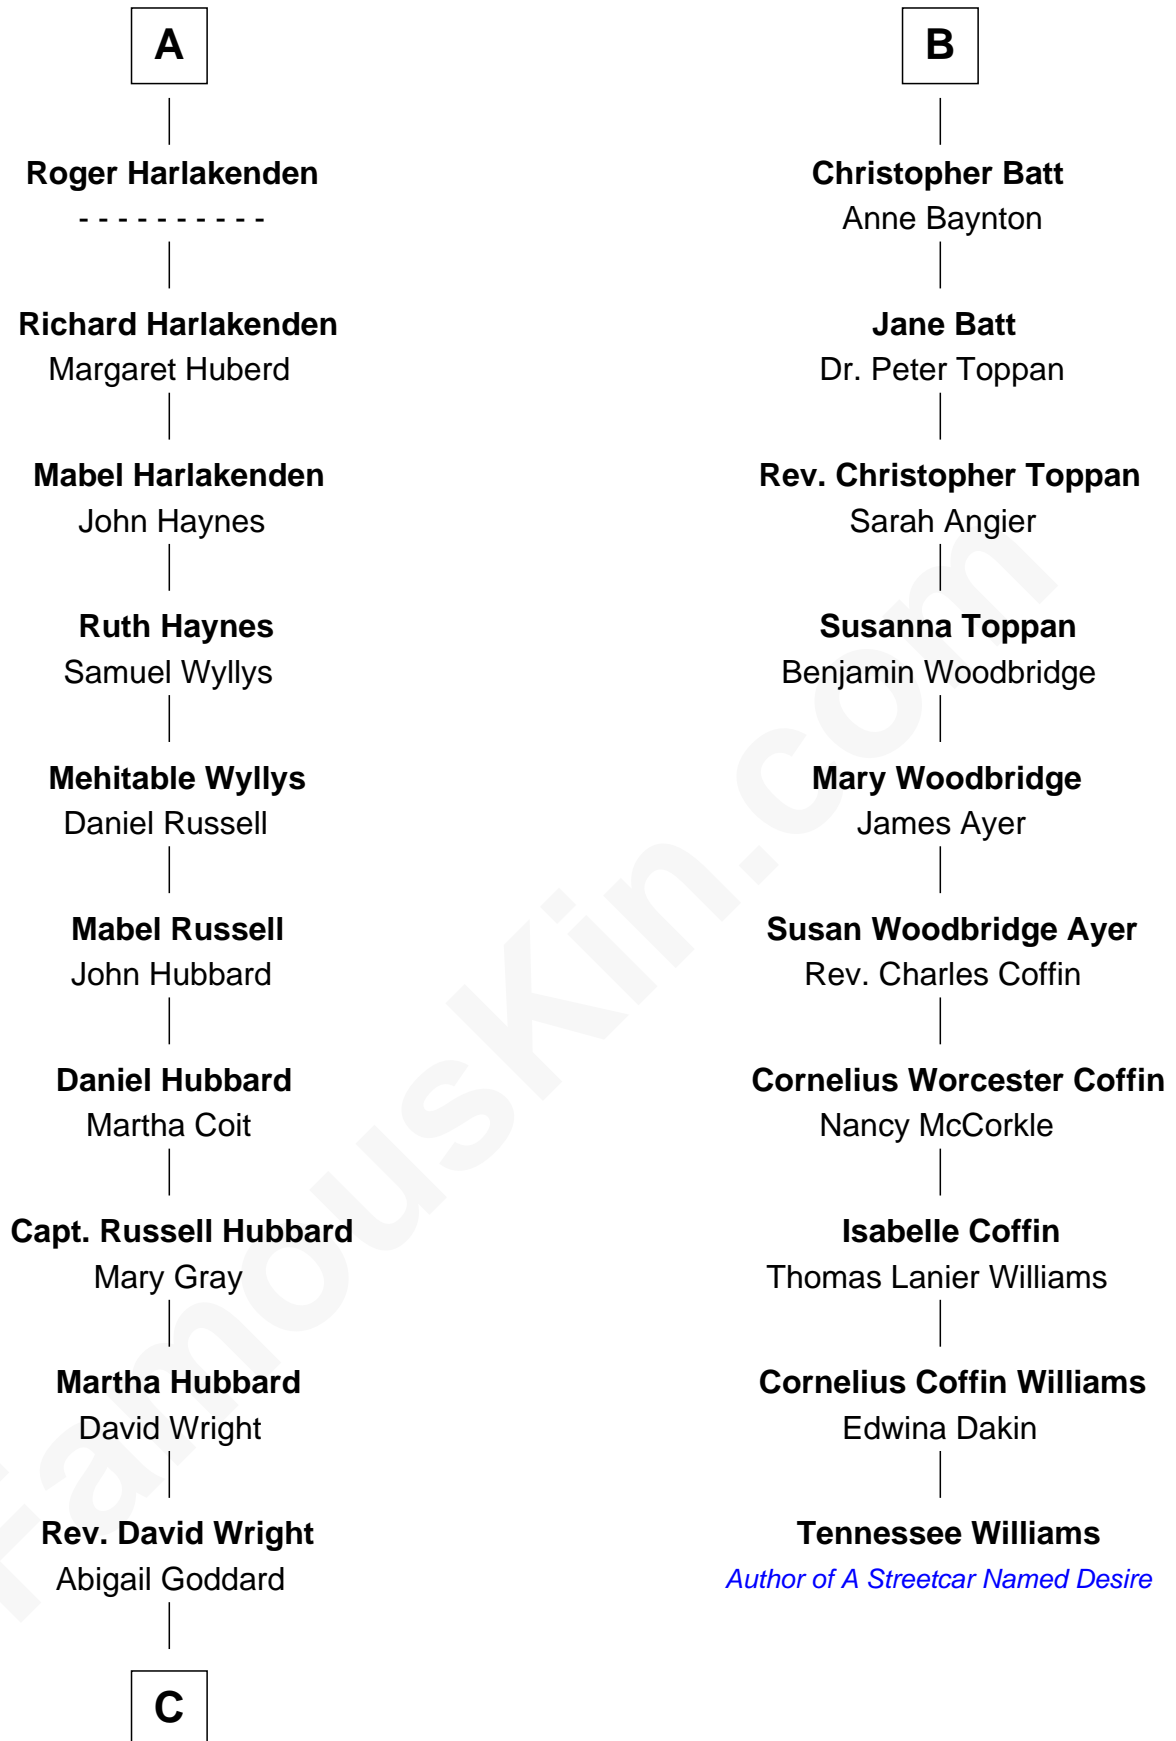 A
Roger Harlakenden
- - - - - - - - - -
Richard Harlakenden
Margaret Huberd
Mabel Harlakenden
John Haynes
Ruth Haynes
Samuel Wyllys
Mehitable Wyllys
Daniel Russell
Mabel Russell
John Hubbard
Daniel Hubbard
Martha Coit
Capt. Russell Hubbard
Mary Gray
Martha Hubbard
David Wright
Rev. David Wright
Abigail Goddard
C
B
Christopher Batt
Anne Baynton
Jane Batt
Dr. Peter Toppan
Rev. Christopher Toppan
Sarah Angier
Susanna Toppan
Benjamin Woodbridge
Mary Woodbridge
James Ayer
Susan Woodbridge Ayer
Rev. Charles Coffin
Cornelius Worcester Coffin
Nancy McCorkle
Isabelle Coffin
Thomas Lanier Williams
Cornelius Coffin Williams
Edwina Dakin
Tennessee Williams
Author of A Streetcar Named Desire
FamousKin.com